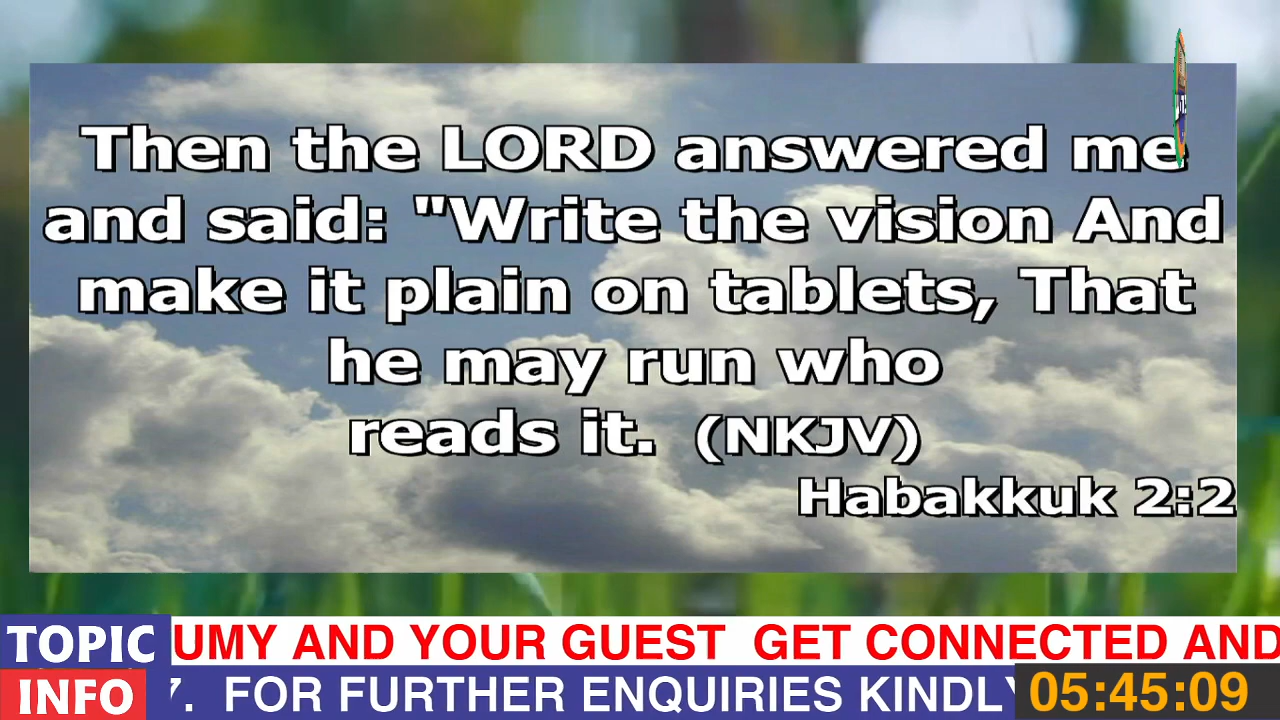 Then the LORD answered me
and said: "Write the vision And
make it plain on tablets, That
he may run who
reads it. (NKJV)
Habakkuk 2:2
TOPIC
UMY AND YOUR GUEST GET CONNECTED AND
INFO
. FOR FURTHER ENQUIRIES KINDLY
05:45:09